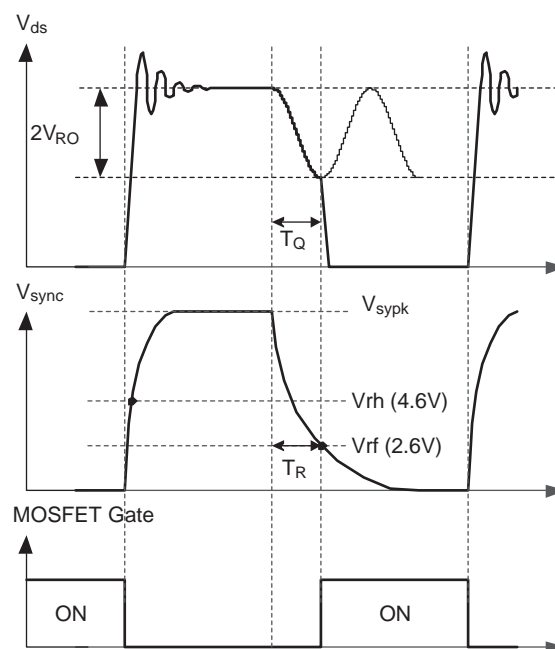 Vds
2VRO
TQ
Vsync
Vsypk
Vrh (4.6V)
Vrf (2.6V)
TR
MOSFET Gate
ON
ON